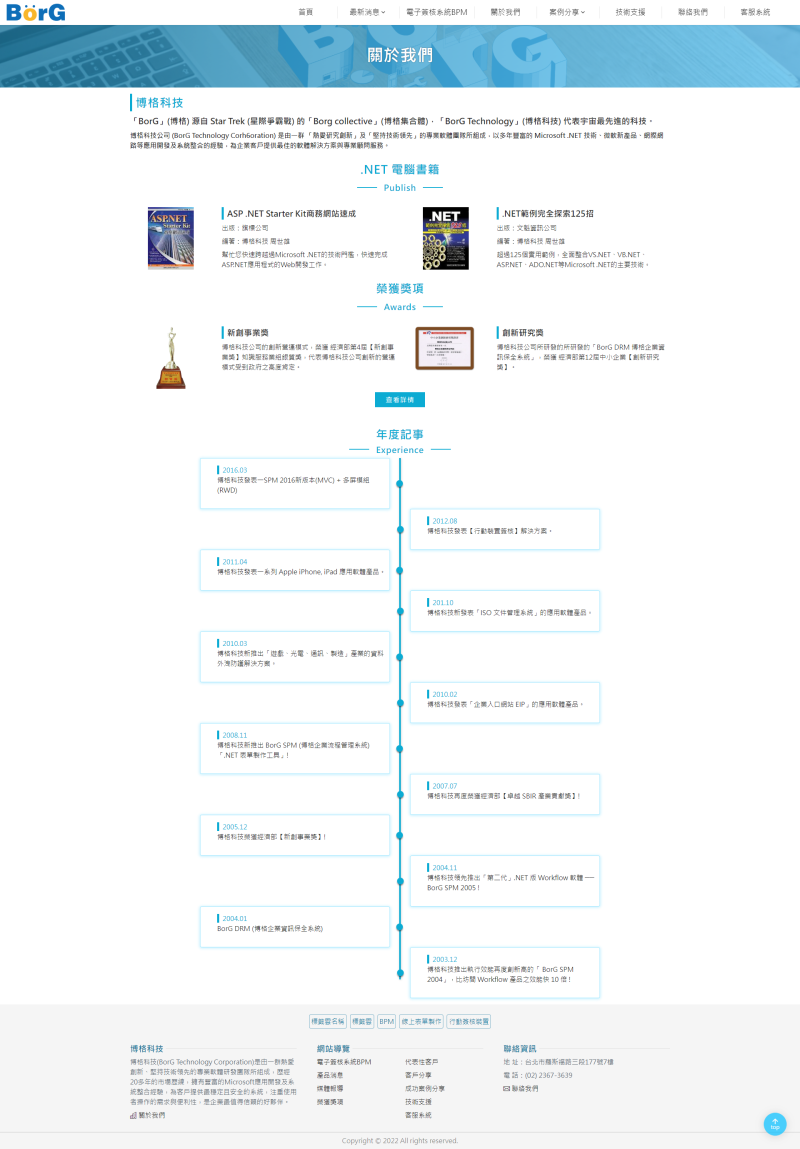 BorG
首頁 最新消息 電子簽核系統BPM 關於我們 案例分享 技術支援 聯絡我們 客服系統
關於我們
博格科技
「BorG」(博格) 源自 Star Trek (星際爭霸戰) 的「Borg collective」(博格集合體)，「BorG Technology」(博格科技) 代表宇宙最先進的科技。
博格科技公司 (BorG Technology Corh6oration) 是由一群 「熱愛研究創新」及「堅持技術領先」的專業軟體團隊所組成，以多年豐富的 Microsoft .NET 技術、微軟新產品、網際網
路等應用開發及系統整合的經驗，為企業客戶提供最佳的軟體解決方案與專業顧問服務。
.NET 電腦書籍
Publish
ASP.NET
Starter Kit
ASP .NET Starter Kit商務網站速成
出版：旗標公司
編著：博格科技 周世雄
幫忙您快速跨越過Microsoft .NET的技術門檻，快速完成
ASP.NET應用程式的Web開發工作。
.NET
.NET範例完全探索125招
出版：文魁資訊公司
編著：博格科技 周世雄
超過125個實用範例，全面整合VS.NET、VB.NET、
ASP.NET、ADO.NET等Microsoft .NET的主要技術。
榮獲獎項
Awards
新創事業獎
博格科技公司的創新營運模式，榮獲 經濟部第4屆【新創事
業獎】知識服務業組銀質獎，代表博格科技公司創新的營運
模式受到政府之高度肯定。
創新研究獎
博格科技公司所研發的所研發的「BorG DRM 博格企業資
訊保全系統」，榮獲 經濟部第12屆中小企業【創新研究
獎】。
查看詳情
年度記事
Experience
2016.03
博格科技發表一SPM 2016新版本(MVC) + 多屏模組
(RWD)
2012.08
博格科技發表【行動裝置簽核】解決方案。
2011.04
博格科技發表一系列 Apple iPhone, iPad 應用軟體產品。
201.10
博格科技新發表「ISO 文件管理系統」的應用軟體產品。
2010.03
博格科技新推出「遊戲、光電、通訊、製造」產業的資料
外洩防護解決方案。
2010.02
博格科技發表「企業入口網站 EIP」的應用軟體產品。
2008.11
博格科技新推出 BorG SPM (博格企業流程管理系統)
「.NET 表單製作工具」!
2007.07
博格科技再度榮獲經濟部【卓越 SBIR 產業貢獻獎】!
2005.12
博格科技榮獲經濟部【新創事業獎】!
2004.11
博格科技領先推出「第二代」.NET 版 Workflow 軟體 ──
BorG SPM 2005 !
2004.01
BorG DRM (博格企業資訊保全系統)
2003.12
博格科技推出執行效能再度創新高的「 BorG SPM
2004」，比坊間 Workflow 產品之效能快 10 倍 !
標籤雲名稱 標籤雲 BPM 線上表單製作 行動簽核裝置
博格科技
博格科技(BorG Technology Corporation)是由一群熱愛
創新、堅持技術領先的專業軟體研發團隊所組成，歷經
20多年的市場歷練，擁有豐富的Microsoft應用開發及系
統整合經驗，為客戶提供最穩定且安全的系統，注重使用
者操作的需求與便利性，是企業最值得信賴的好夥伴。
關於我們
網站導覽
電子簽核系統BPM 代表性客戶
產品消息 客戶分享
媒體報導 成功案例分享
榮獲獎項 技術支援
客服系統
聯絡資訊
地 址：台北市羅斯福路三段177號7樓
電 話：(02) 2367-3639
聯絡我們
top
Copyright © 2022 All rights reserved.